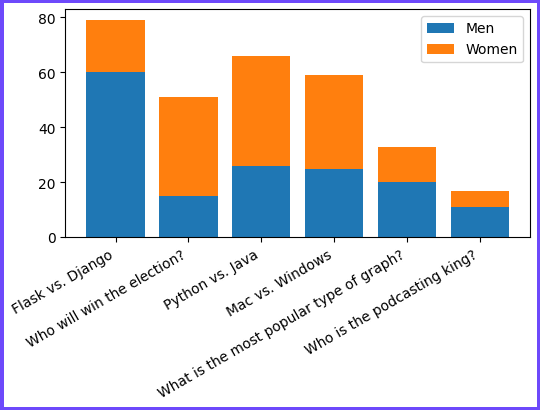 80
60
40
20
0
Men
Women
Flask vs. Django
Who will win the election?
Python vs. Java
Mac vs. Windows
What is the most popular type of graph?
Who is the podcasting king?